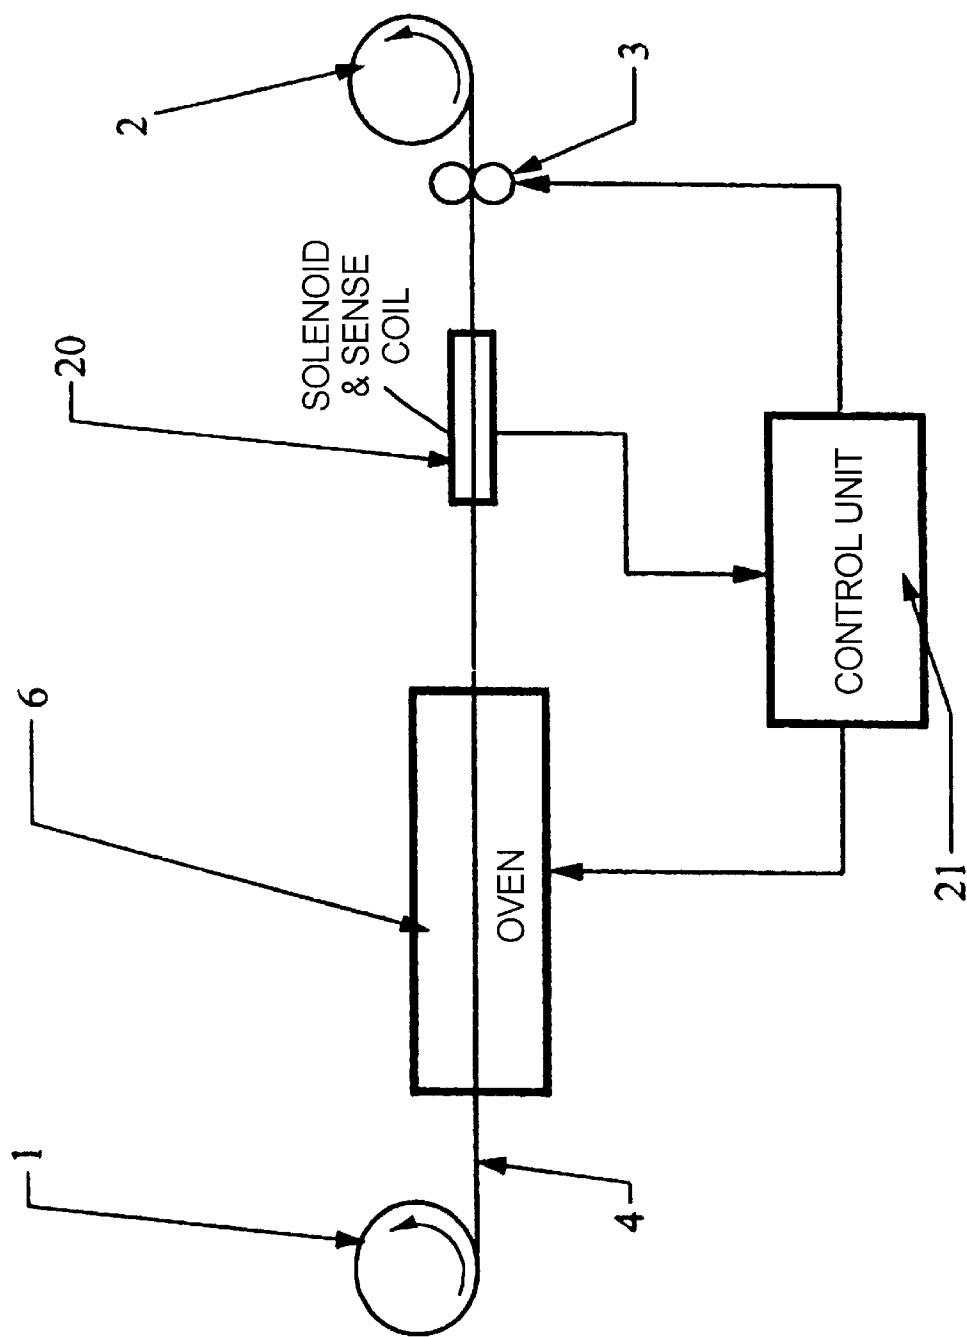 1
6
20
2
SOLENOID
& SENSE
COIL
3
OVEN
4
CONTROL UNIT
21